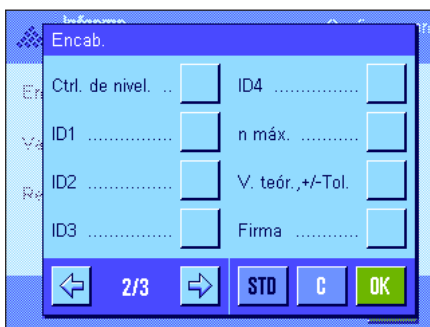 Encab.
Ctrl. de nivel. ..
ID1 ................
ID2 ................
ID3 ................
ID4 ................
n máx. ...........
V. teór.,+/-Tol.
Firma ............
2/3
STD
C
OK